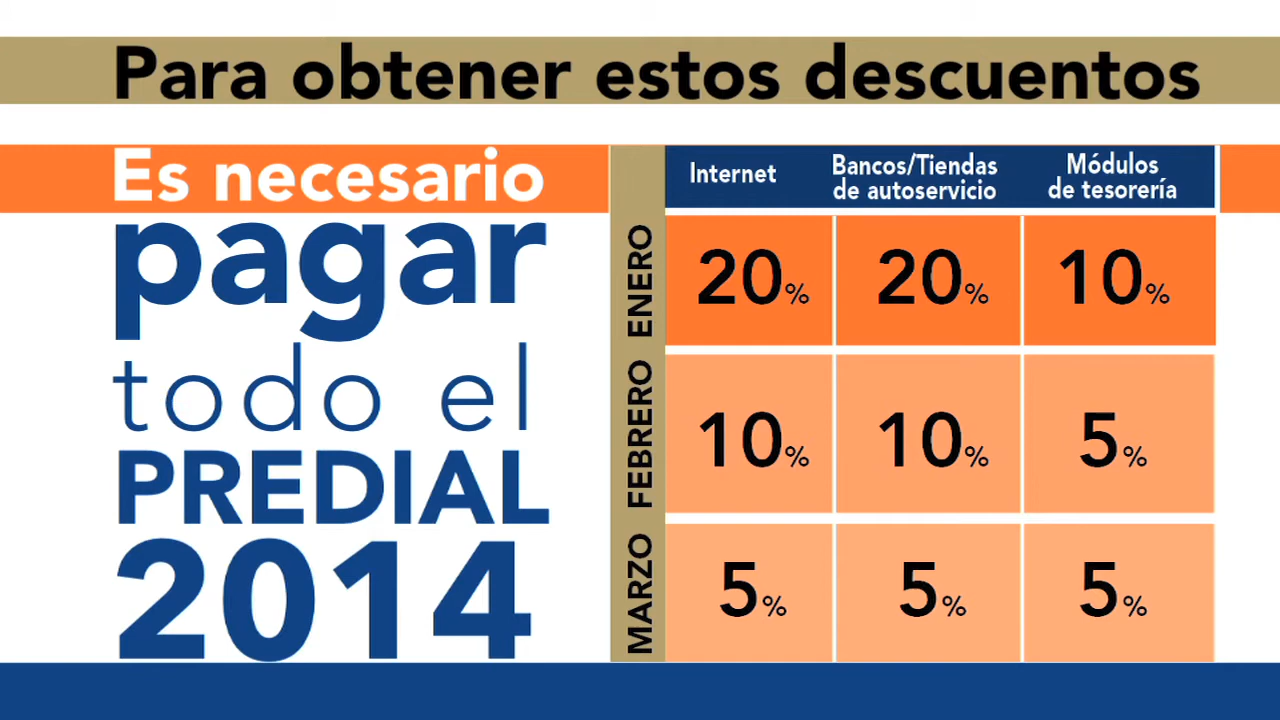 Para obtener estos descuentos
Es necesario
pagar
todo el
PREDIAL
2014
Internet
Bancos/Tiendas
de autoservicio
Módulos
de tesorería
ENERO
20%
20%
10%
FEBRERO
10%
10%
5%
MARZO
5%
5%
5%